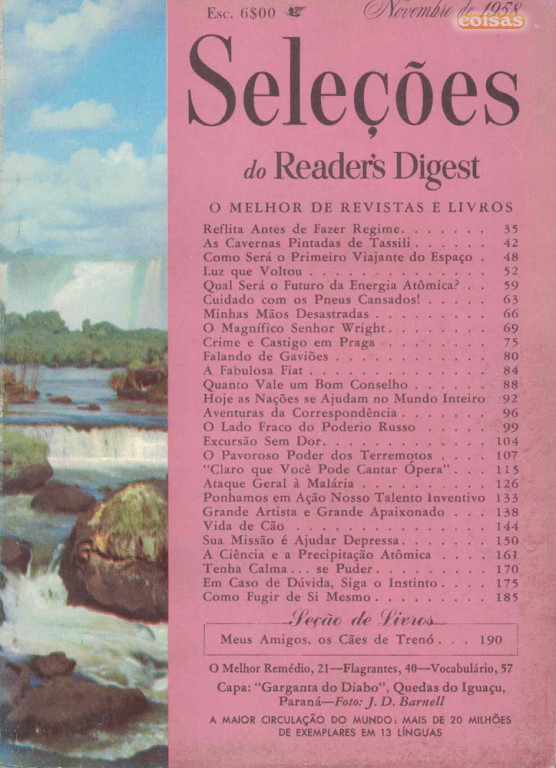 Esc. 6$00 Novembre de 1958
coisas
Seleções
do Reader's Digest
O MELHOR DE REVISTAS E LIVROS
Reflita Antes de Fazer Regime. . . . . . . 35
As Cavernas Pintadas de Tassili . . . . . . 42
Como Será o Primeiro Viajante do Espaço . 48
Luz que Voltou . . . . . . . . . . . . . 52
Qual Será o Futuro da Energia Atômica? . . 59
Cuidado com os Pneus Cansados! . . . . . 63
Minhas Mãos Desastradas . . . . . . . . 66
O Magnífico Senhor Wright . . . . . . . . 69
Crime e Castigo em Praga . . . . . . . . 75
Falando de Gaviões . . . . . . . . . . . 80
A Fabulosa Fiat . . . . . . . . . . . . . 84
Quanto Vale um Bom Conselho . . . . . . 88
Hoje as Nações se Ajudam no Mundo Inteiro 92
Aventuras da Correspondência . . . . . . . 96
O Lado Fraco do Poderio Russo . . . . . 99
Excursão Sem Dor. . . . . . . . . . . . . 104
O Pavoroso Poder dos Terremotos . . . . 107
"Claro que Você Pode Cantar Ópera" . . . 115
Ataque Geral à Malária . . . . . . . . . 126
Ponhamos em Ação Nosso Talento Inventivo 133
Grande Artista e Grande Apaixonado . . . 138
Vida de Cão . . . . . . . . . . . . . . 144
Sua Missão é Ajudar Depressa. . . . . . . 150
A Ciência e a Precipitação Atômica . . . . 161
Tenha Calma . . . se Puder. . . . . . . . . 170
Em Caso de Dúvida, Siga o Instinto . . . . 175
Como Fugir de Si Mesmo. . . . . . . . . . 185
Seção de Livros
Meus Amigos, os Cães de Trenó . . . 190
O Melhor Remédio, 21—Flagrantes, 40—Vocabulário, 57
Capa: "Garganta do Diabo", Quedas do Iguaçu,
Paraná—Foto: J. D. Barnell
A MAIOR CIRCULAÇÃO DO MUNDO: MAIS DE 20 MILHÕES
DE EXEMPLARES EM 13 LÍNGUAS